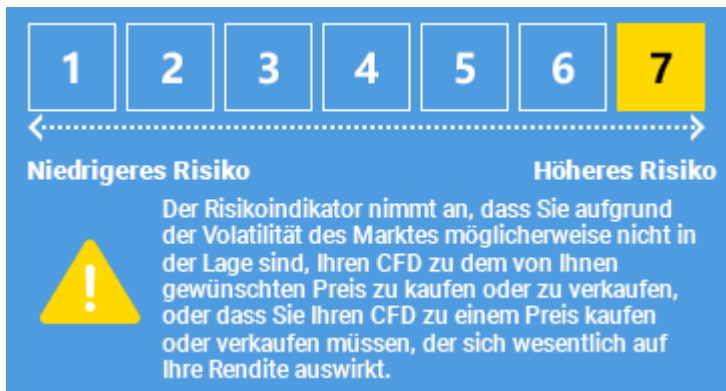 1 2 3 4 5 6 7
Niedrigeres Risiko Höheres Risiko
Der Risikoindikator nimmt an, dass Sie aufgrund
der Volatilität des Marktes möglicherweise nicht in
der Lage sind, Ihren CFD zu dem von Ihnen
gewünschten Preis zu kaufen oder zu verkaufen,
oder dass Sie Ihren CFD zu einem Preis kaufen
oder verkaufen müssen, der sich wesentlich auf
Ihre Rendite auswirkt.